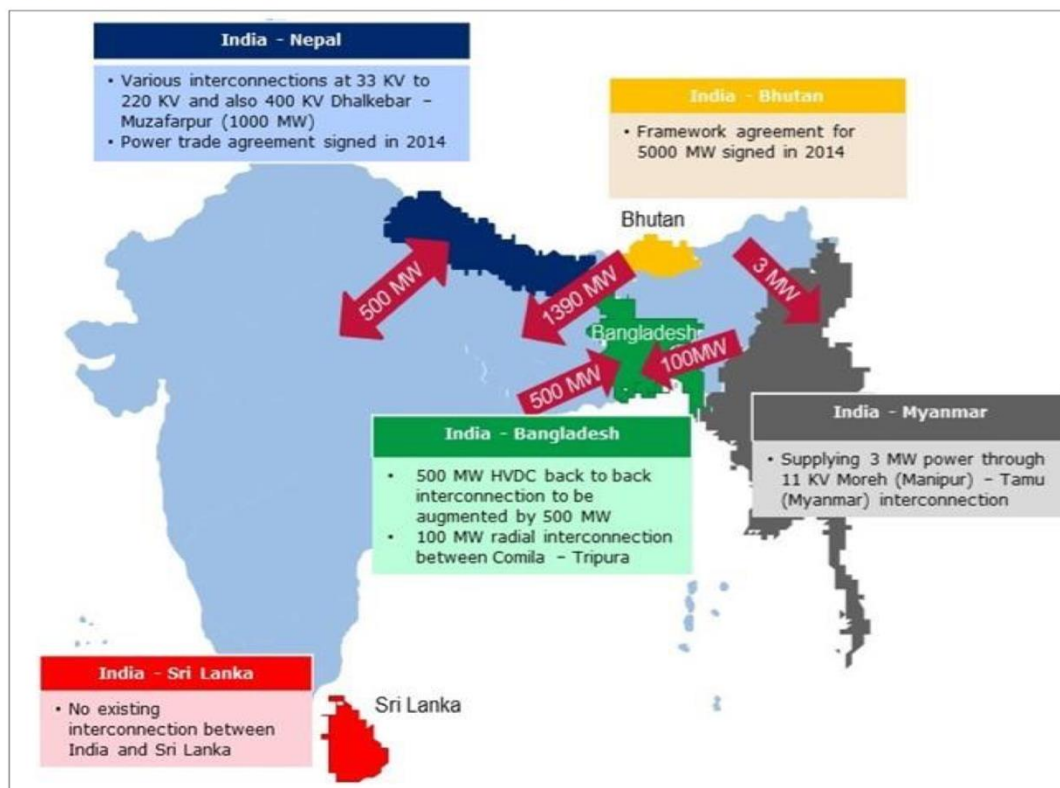 India - Nepal
• Various interconnections at 33 KV to
220 KV and also 400 KV Dhalkebar –
Muzafarpur (1000 MW)
• Power trade agreement signed in 2014
India - Bhutan
• Framework agreement for
5000 MW signed in 2014
Bhutan
500 MW
1390 MW
3 MW
Bangladesh
100MW
500 MW
India - Bangladesh
• 500 MW HVDC back to back
interconnection to be
augmented by 500 MW
• 100 MW radial interconnection
between Comila – Tripura
India - Myanmar
• Supplying 3 MW power through
11 KV Moreh (Manipur) – Tamu
(Myanmar) interconnection
India - Sri Lanka
• No existing
interconnection between
India and Sri Lanka
Sri Lanka